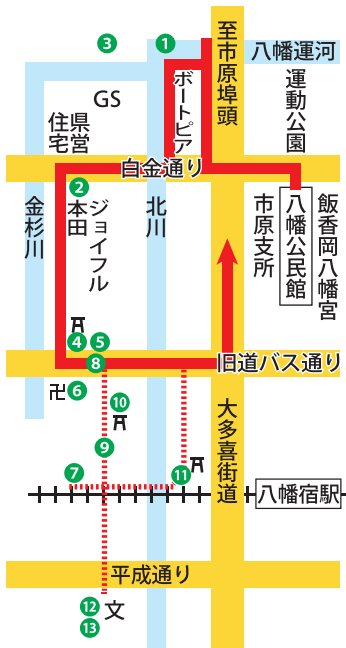 至市原埠頭
③
①
八幡運河
ボートピア
運動公園
GS
県営
住宅
白金通り
②
金杉川
ジョイフル
本田
北川
市原支所
八幡公民館
飯香岡八幡宮
④
⑤
⑧
旧道バス通り
卍
⑥
⑩
大多喜街道
⑨
⑦
⑪
八幡宿駅
平成通り
⑫
文
⑬